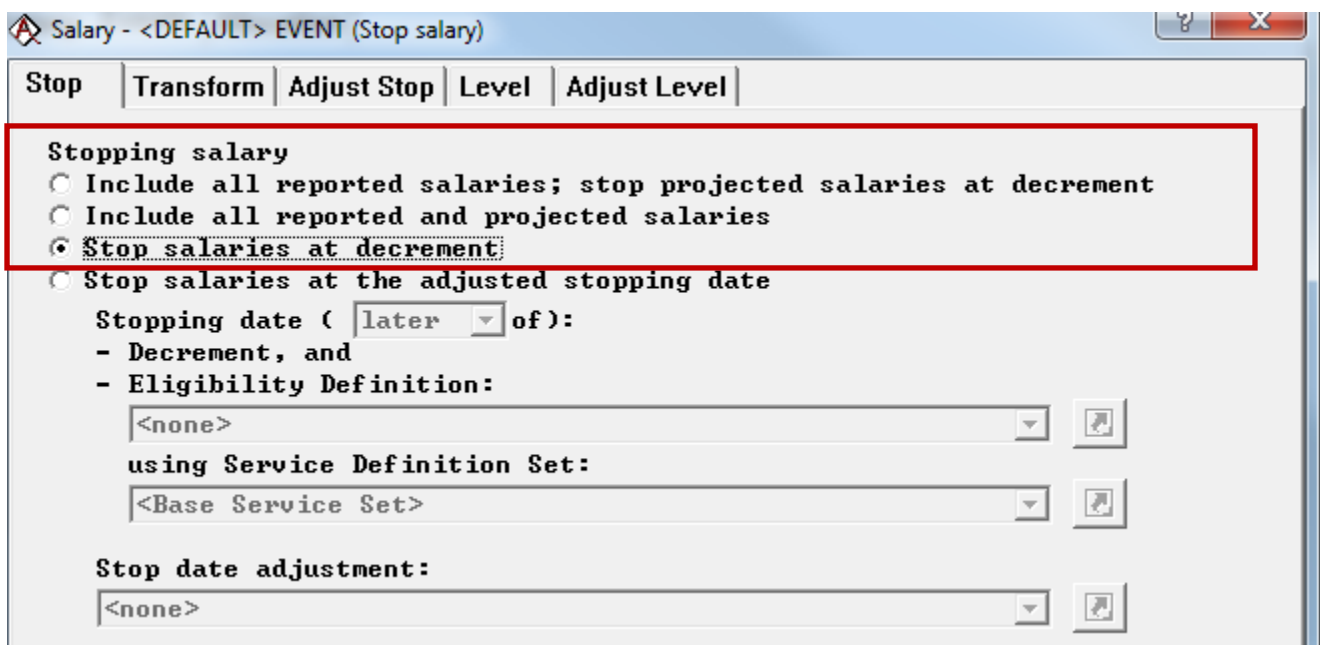 Salary - <DEFAULT> EVENT (Stop salary)
?
X
Stop Transform Adjust Stop Level Adjust Level
Stopping salary
Include all reported salaries; stop projected salaries at decrement
Include all reported and projected salaries
Stop salaries at decrement
Stop salaries at the adjusted stopping date
Stopping date ( later of):
- Decrement, and
- Eligibility Definition:
<none>
using Service Definition Set:
<Base Service Set>
Stop date adjustment:
<none>